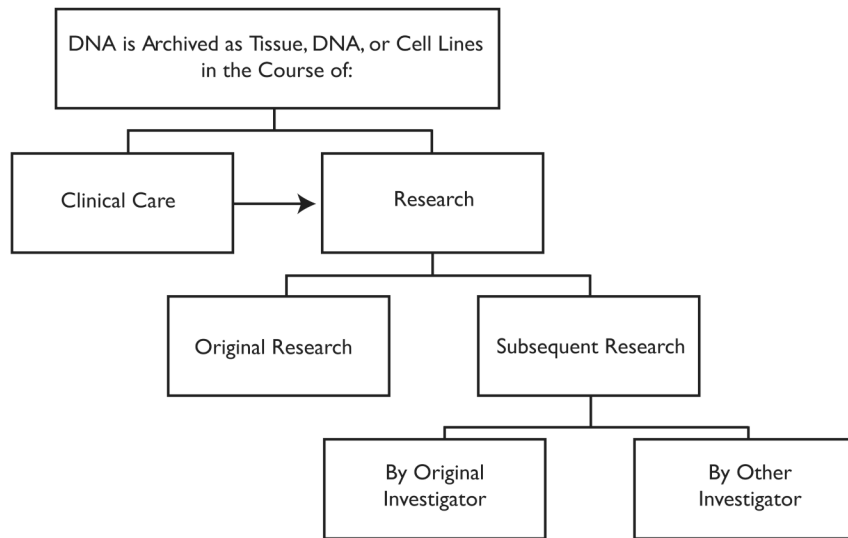 DNA is Archived as Tissue, DNA, or Cell Lines
in the Course of:
Clinical Care
Research
Original Research
Subsequent Research
By Original
Investigator
By Other
Investigator